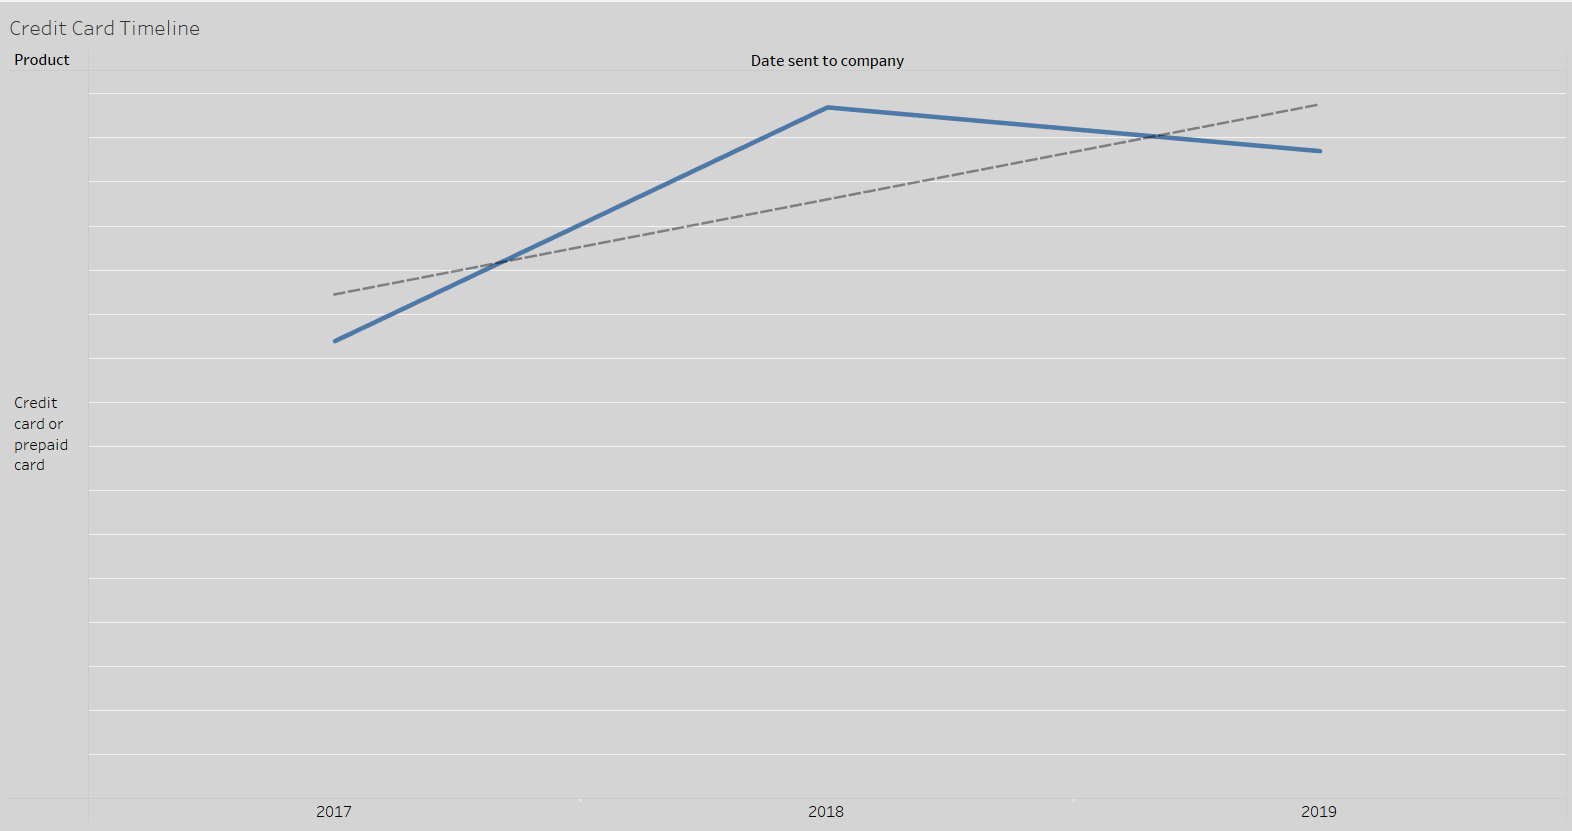 Credit Card Timeline
Product
Date sent to company
Credit
card or
prepaid
card
2017
2018
2019